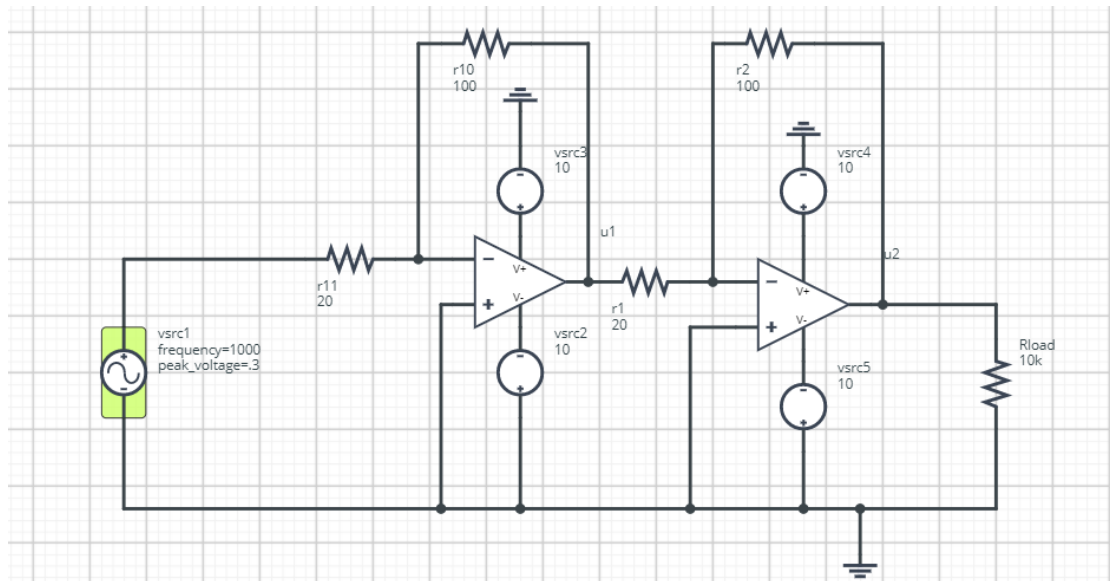 r10
100
r2
100
vsrc3
10
vsrc4
10
u1
u2
−
V+
+
V-
−
V+
+
V-
r11
20
r1
20
vsrc1
frequency=1000
peak_voltage=.3
vsrc2
10
Rload
10k
vsrc5
10